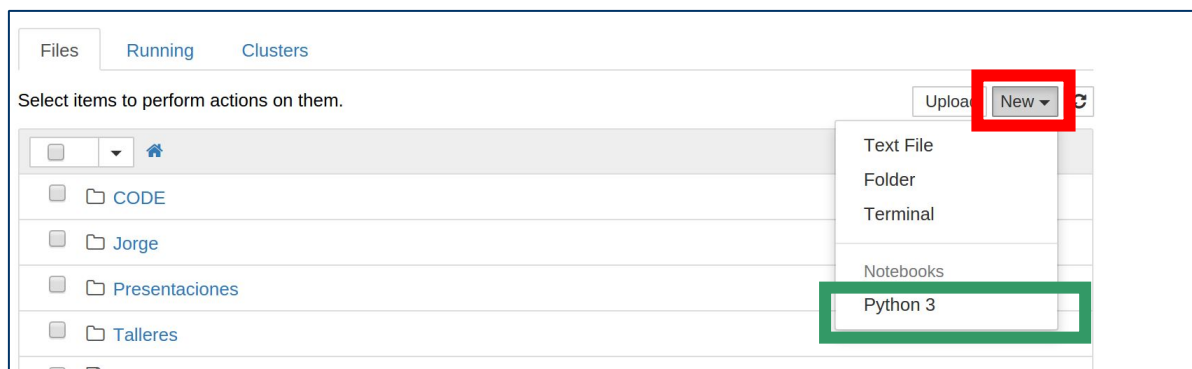 Files Running Clusters
Select items to perform actions on them.
Upload New
Text File
Folder
Terminal
Notebooks
Python 3
CODE
Jorge
Presentaciones
Talleres